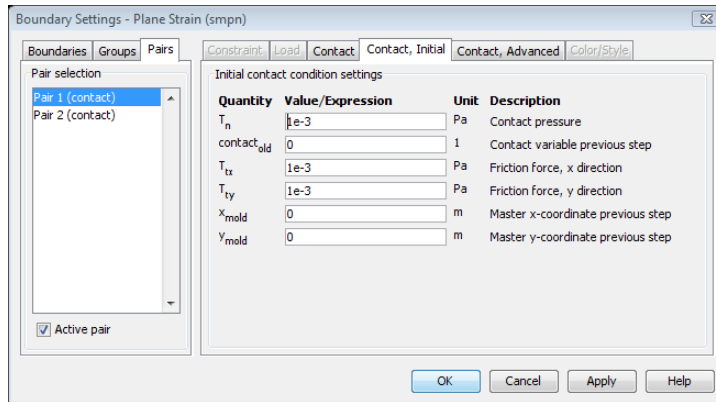 Boundary Settings - Plane Strain (smpn)
Boundaries Groups Pairs
Constraint Load Contact Contact, Initial Contact, Advanced Color/Style
Pair selection
Pair 1 (contact)
Pair 2 (contact)
Active pair
Initial contact condition settings
Quantity Value/Expression Unit Description
Tn 1e-3 Pa Contact pressure
contactold 0 1 Contact variable previous step
Ttx 1e-3 Pa Friction force, x direction
Tty 1e-3 Pa Friction force, y direction
xmold 0 m Master x-coordinate previous step
ymold 0 m Master y-coordinate previous step
OK Cancel Apply Help